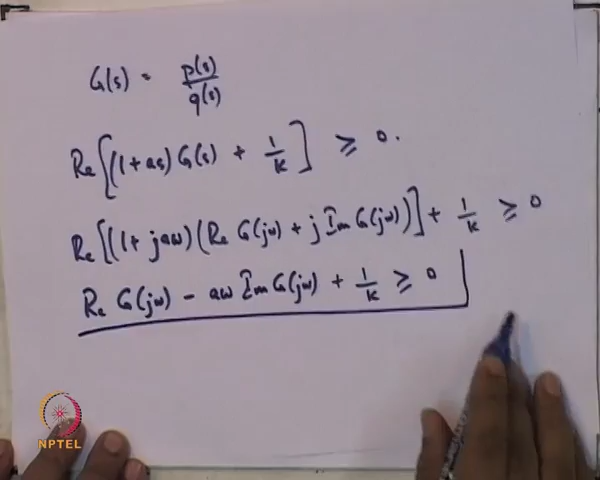 G(s) = p(s)/q(s)
Re[(1+as)G(s) + 1/K] ≥ 0.
Re[(1+jaω)(Re G(jω) + j Im G(jω))] + 1/K ≥ 0
Re G(jω) - aω Im G(jω) + 1/K ≥ 0
NPTEL